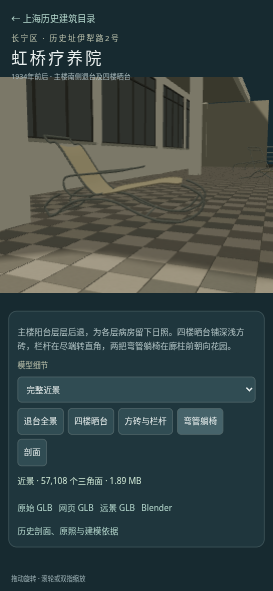 ← 上海历史建筑目录
长宁区 · 历史址伊犁路2号
虹桥疗养院
1934年前后 · 主楼南侧退台及四楼晒台
主楼阳台层层后退，为各层病房留下日照。四楼晒台铺深浅方
砖，栏杆在尽端转直角，两把弯管躺椅在廊柱前朝向花园。
模型细节
完整近景
退台全景 四楼晒台 方砖与栏杆 弯管躺椅
剖面
近景 · 57,108 个三角面 · 1.89 MB
原始 GLB 网页 GLB 远景 GLB Blender
历史剖面、原照与建模依据
拖动旋转 · 滚轮或双指缩放